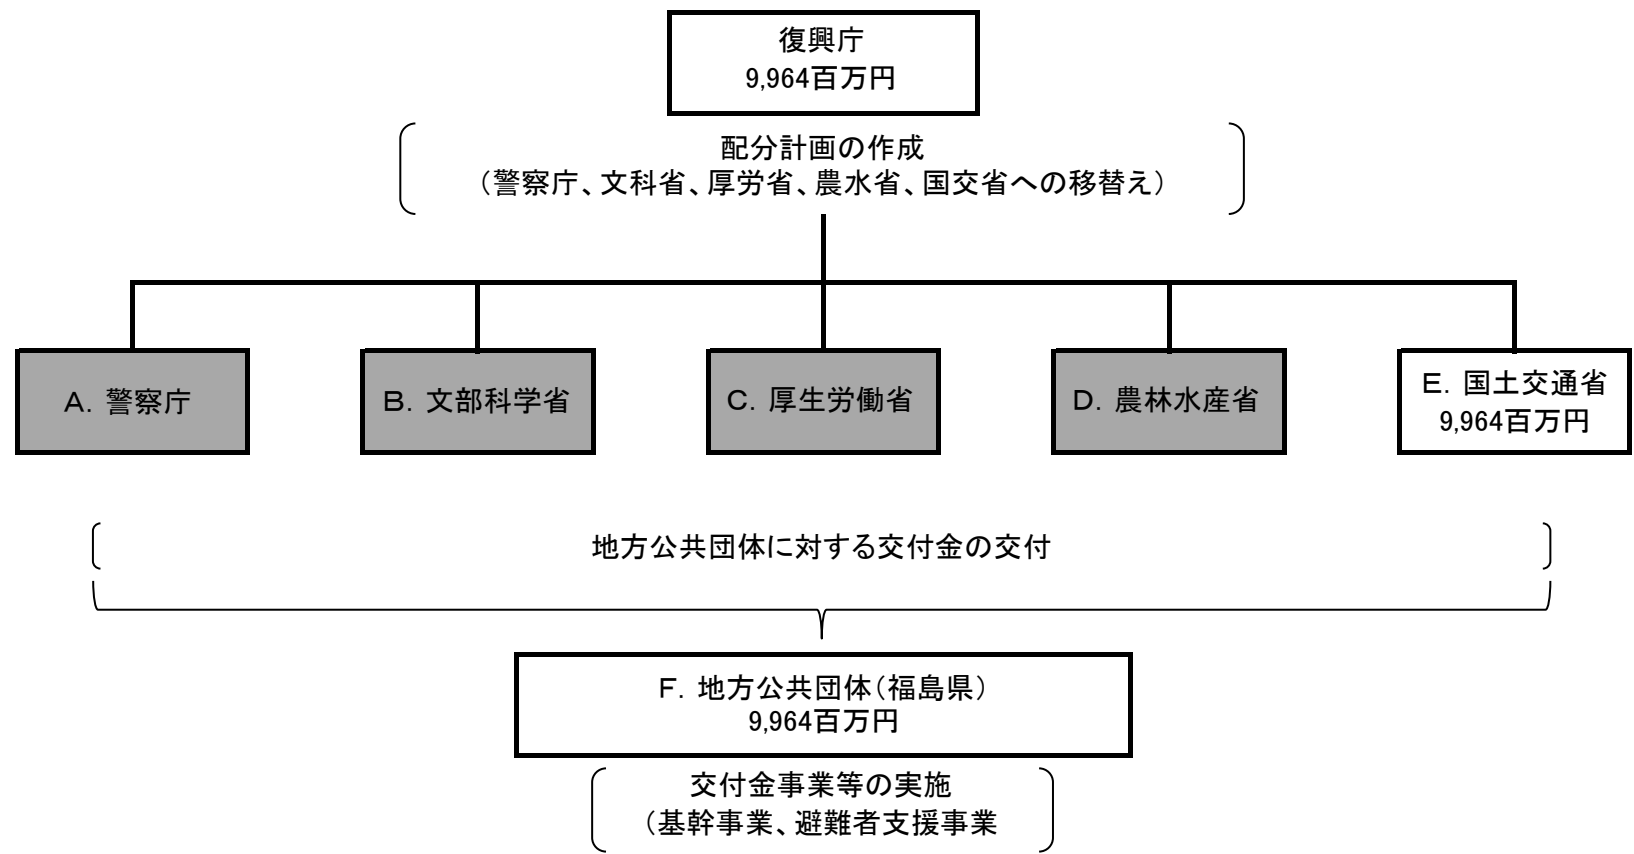 復興庁
9,964百万円
配分計画の作成
（警察庁、文科省、厚労省、農水省、国交省への移替え）
A．警察庁
B．文部科学省
C．厚生労働省
D．農林水産省
E．国土交通省
9,964百万円
地方公共団体に対する交付金の交付
F．地方公共団体（福島県）
9,964百万円
交付金事業等の実施
（基幹事業、避難者支援事業